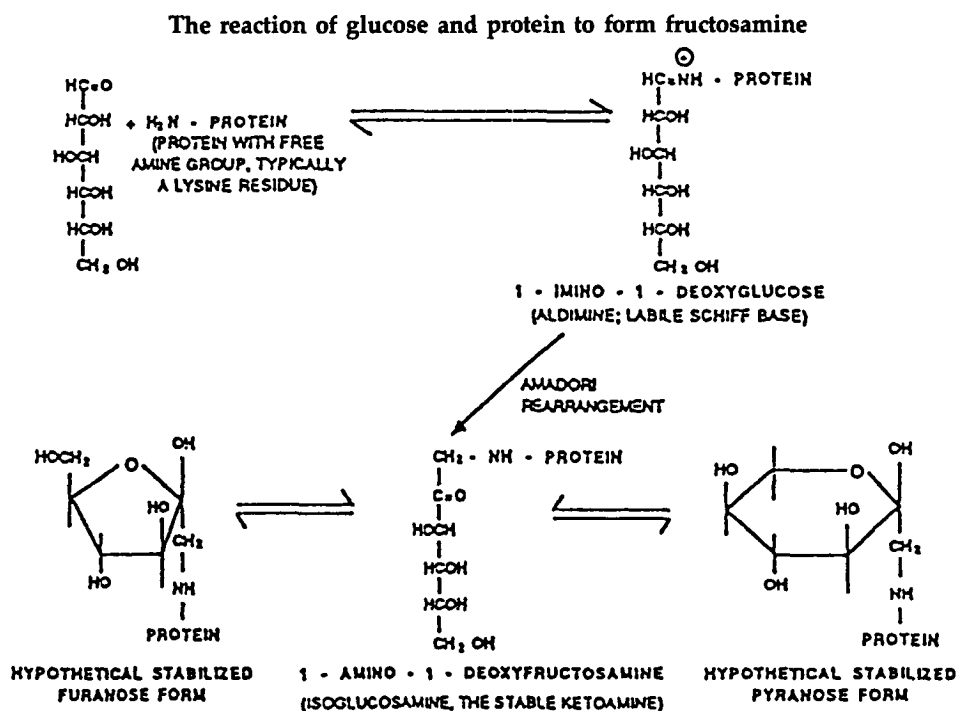 The reaction of glucose and protein to form fructosamine
HC=O
HCOH + H₂N - PROTEIN
(PROTEIN WITH FREE
AMINE GROUP, TYPICALLY
A LYSINE RESIDUE)
HOCH
HCOH
HCOH
CH₂ OH
⊕
HC=NH - PROTEIN
HCOH
HOCH
HCOH
HCOH
CH₂ OH
1 - IMINO - 1 - DEOXYGLUCOSE
(ALDIMINE; LABILE SCHIFF BASE)
AMADORI
REARRANGEMENT
HOCH₂
O
OH
HO
CH₂
HO
NH
PROTEIN
HYPOTHETICAL STABILIZED
FURANOSE FORM
CH₂ - NH - PROTEIN
C=O
HOCH
HCOH
HCOH
CH₂ OH
1 - AMINO - 1 - DEOXYFRUCTOSAMINE
(ISOGLUCOSAMINE, THE STABLE KETOAMINE)
HO
O
OH
HO
CH₂
OH
NH
PROTEIN
HYPOTHETICAL STABILIZED
PYRANOSE FORM